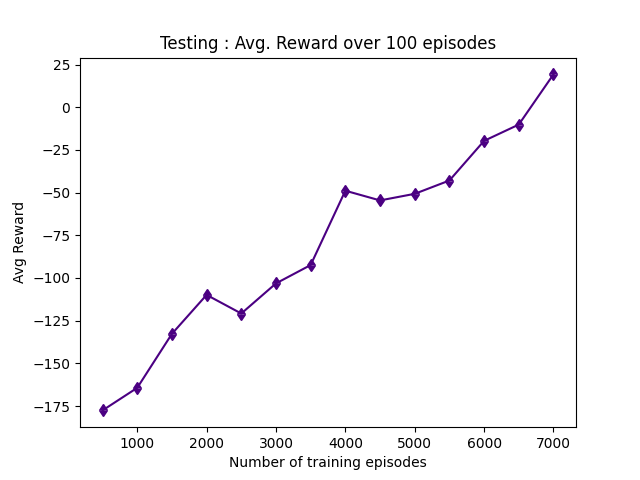 Testing : Avg. Reward over 100 episodes
25
0
−25
−50
−75
−100
−125
−150
−175
Avg Reward
1000 2000 3000 4000 5000 6000 7000
Number of training episodes